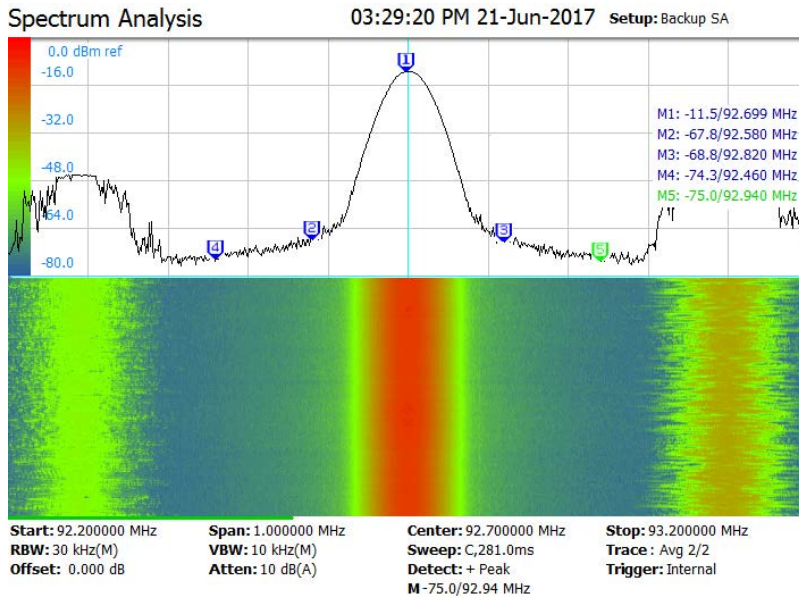 Spectrum Analysis 03:29:20 PM 21-Jun-2017 Setup: Backup SA
0.0 dBm ref
-16.0
-32.0
-48.0
-64.0
-80.0
1
2
3
4
5
M1: -11.5/92.699 MHz
M2: -67.8/92.580 MHz
M3: -68.8/92.820 MHz
M4: -74.3/92.460 MHz
M5: -75.0/92.940 MHz
Start: 92.200000 MHz Span: 1.000000 MHz Center: 92.700000 MHz Stop: 93.200000 MHz
RBW: 30 kHz(M) VBW: 10 kHz(M) Sweep: C,281.0ms Trace : Avg 2/2
Offset: 0.000 dB Atten: 10 dB(A) Detect: + Peak Trigger: Internal
M -75.0/92.94 MHz